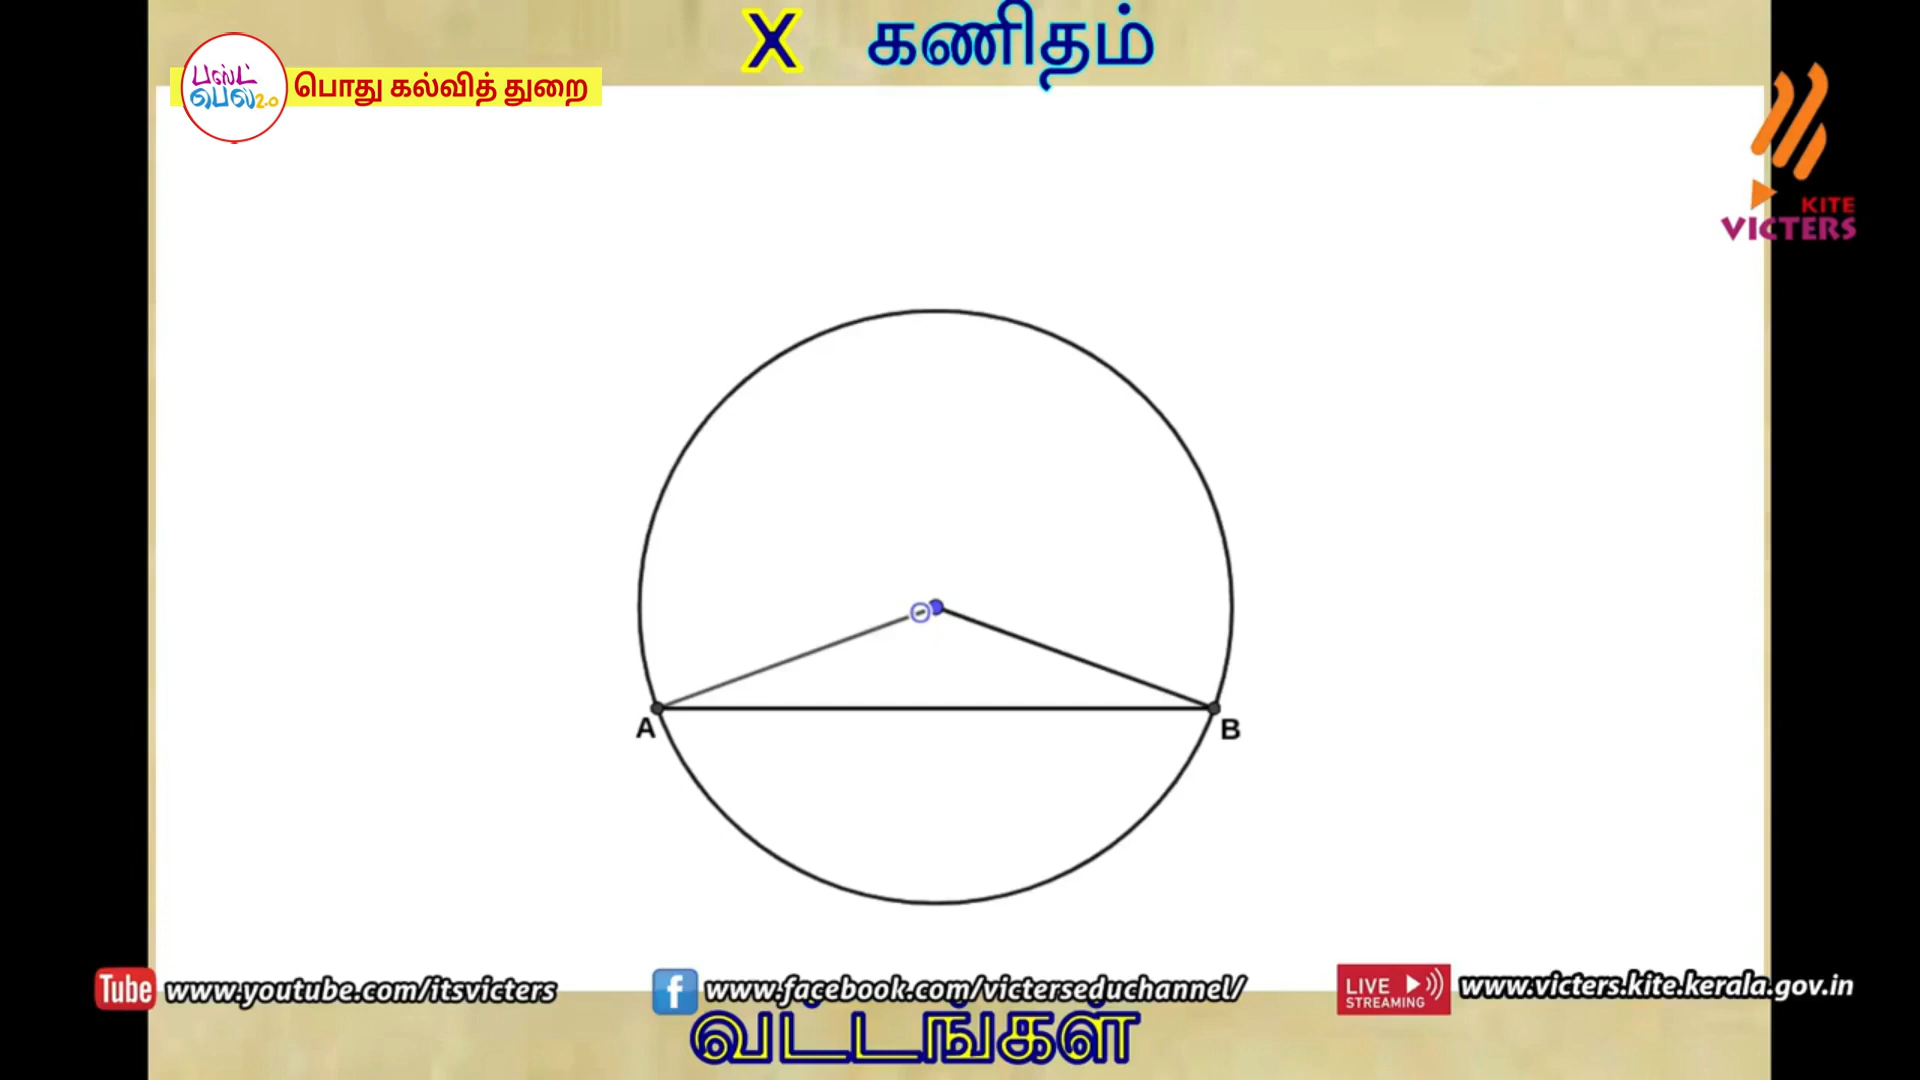 X கணிதம்
பஸ்ட் பெல் 2.0
பொது கல்வித் துறை
KITE
VICTERS
A
B
Tube www.youtube.com/itsvicters
f www.facebook.com/victerseduchannel/
LIVE STREAMING www.victers.kite.kerala.gov.in
வட்டங்கள்